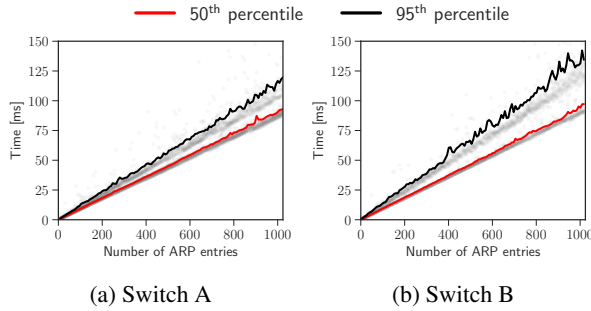 50th percentile 95th percentile
150
125
100
75
50
25
0
Time [ms]
0 200 400 600 800 1000
Number of ARP entries
(a) Switch A
150
125
100
75
50
25
0
Time [ms]
0 200 400 600 800 1000
Number of ARP entries
(b) Switch B